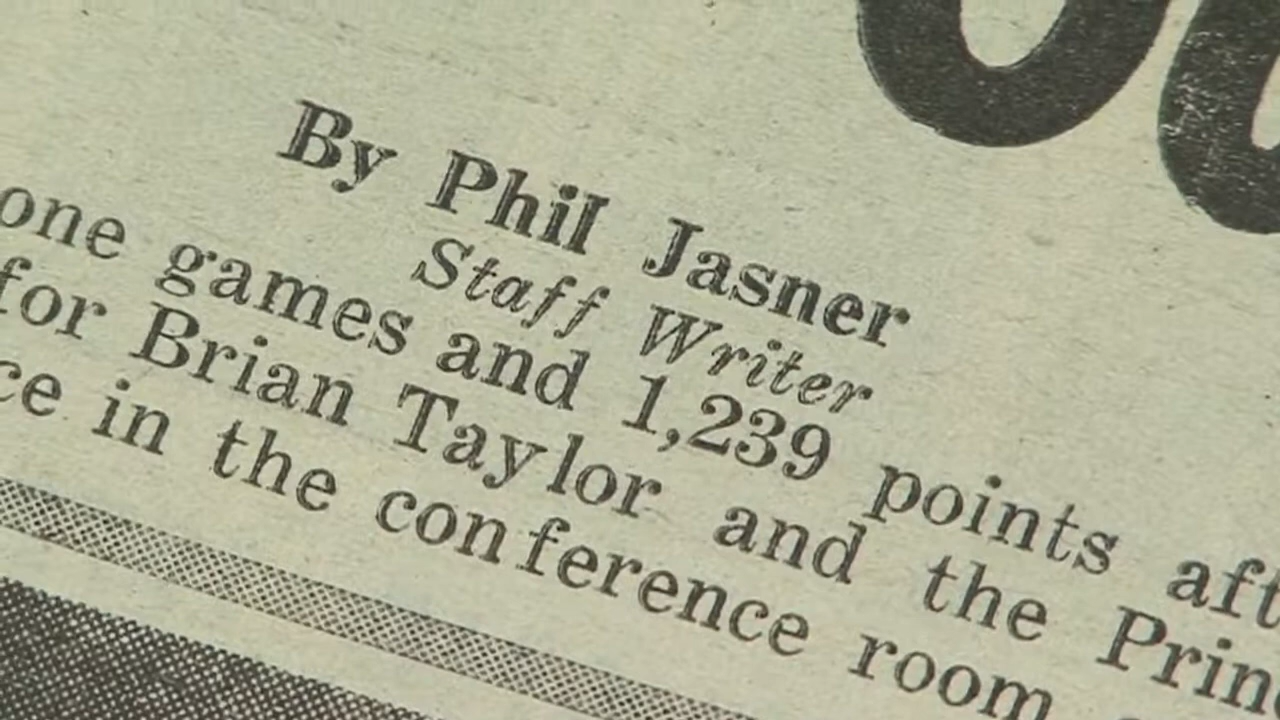 By Phil Jasner
Staff Writer
one games and 1,239 points
for Brian Taylor and the
in the conference room